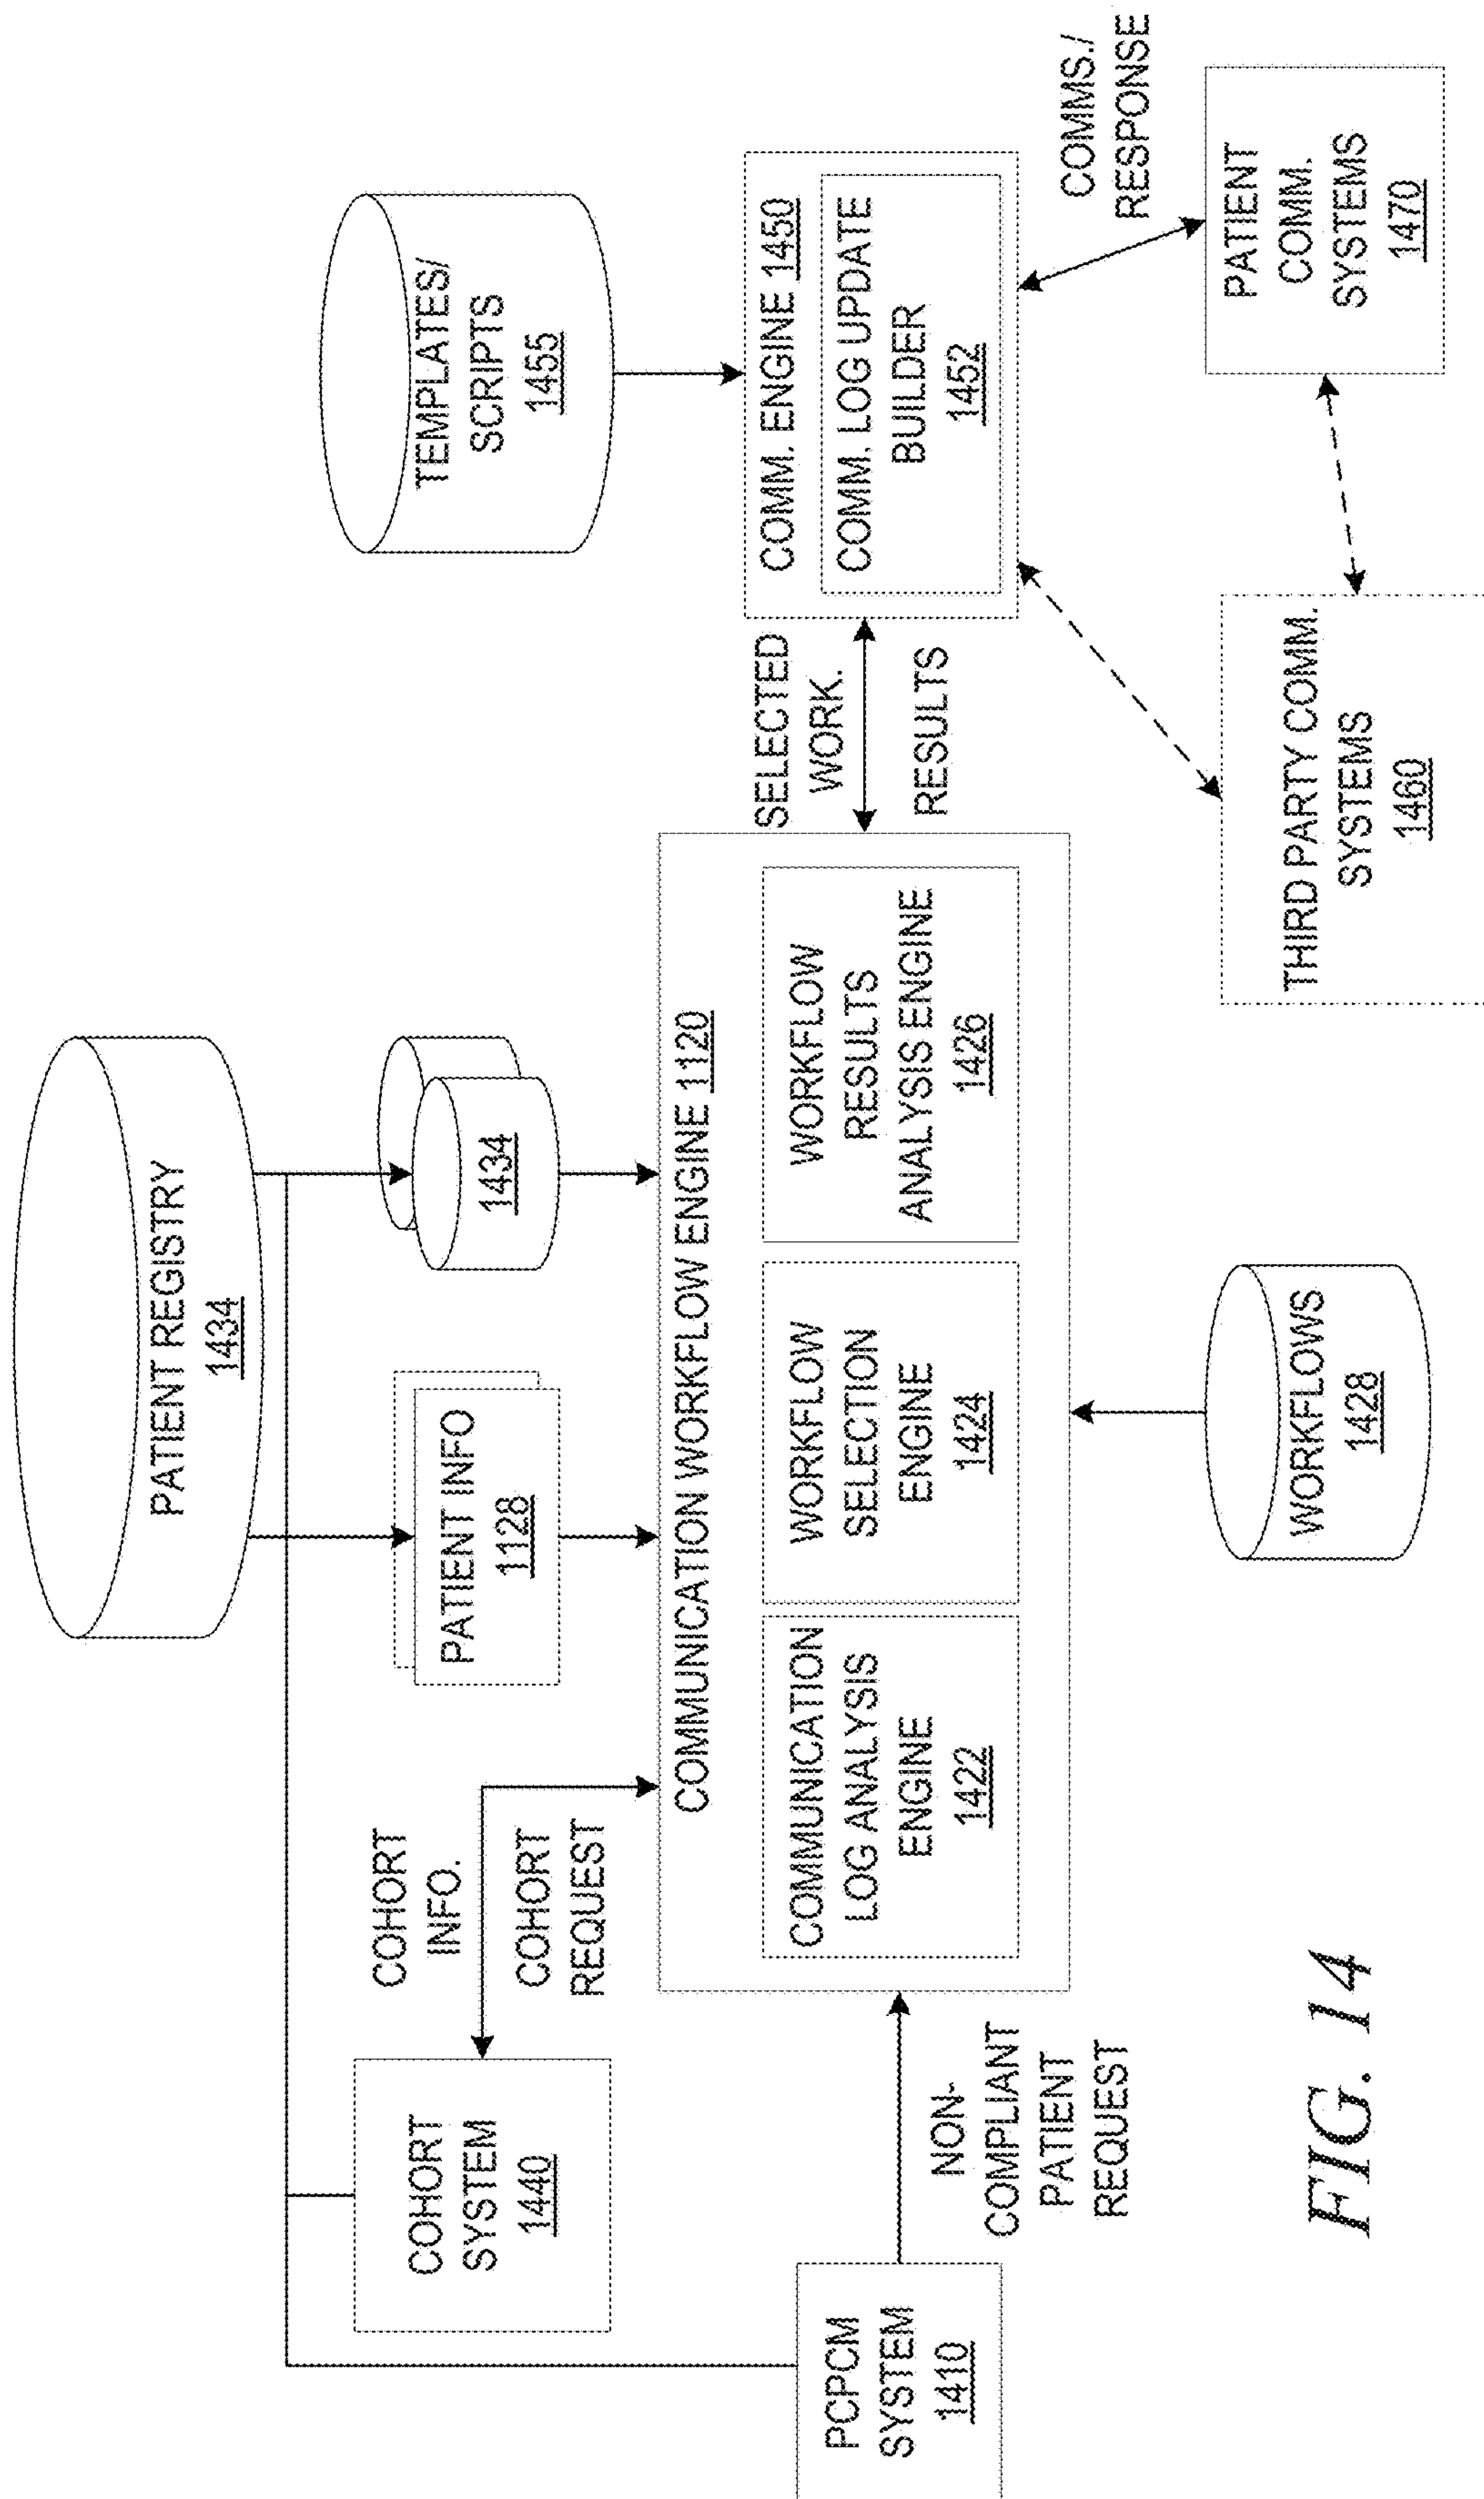 PATIENT REGISTRY
1434
TEMPLATES/
SCRIPTS
1455
COHORT
SYSTEM
1440
COHORT
INFO.
COHORT
REQUEST
PATIENT INFO
1128
1434
PCPCM
SYSTEM
1410
NON-
COMPLIANT
PATIENT
REQUEST
COMMUNICATION WORKFLOW ENGINE 1120
COMMUNICATION
LOG ANALYSIS
ENGINE
1422
WORKFLOW
SELECTION
ENGINE
1424
WORKFLOW
RESULTS
ANALYSIS ENGINE
1426
SELECTED
WORK.
RESULTS
COMM. ENGINE 1450
COMM. LOG UPDATE
BUILDER
1452
COMMS./
RESPONSE
WORKFLOWS
1428
THIRD PARTY COMM.
SYSTEMS
1460
PATIENT
COMM.
SYSTEMS
1470
FIG. 14